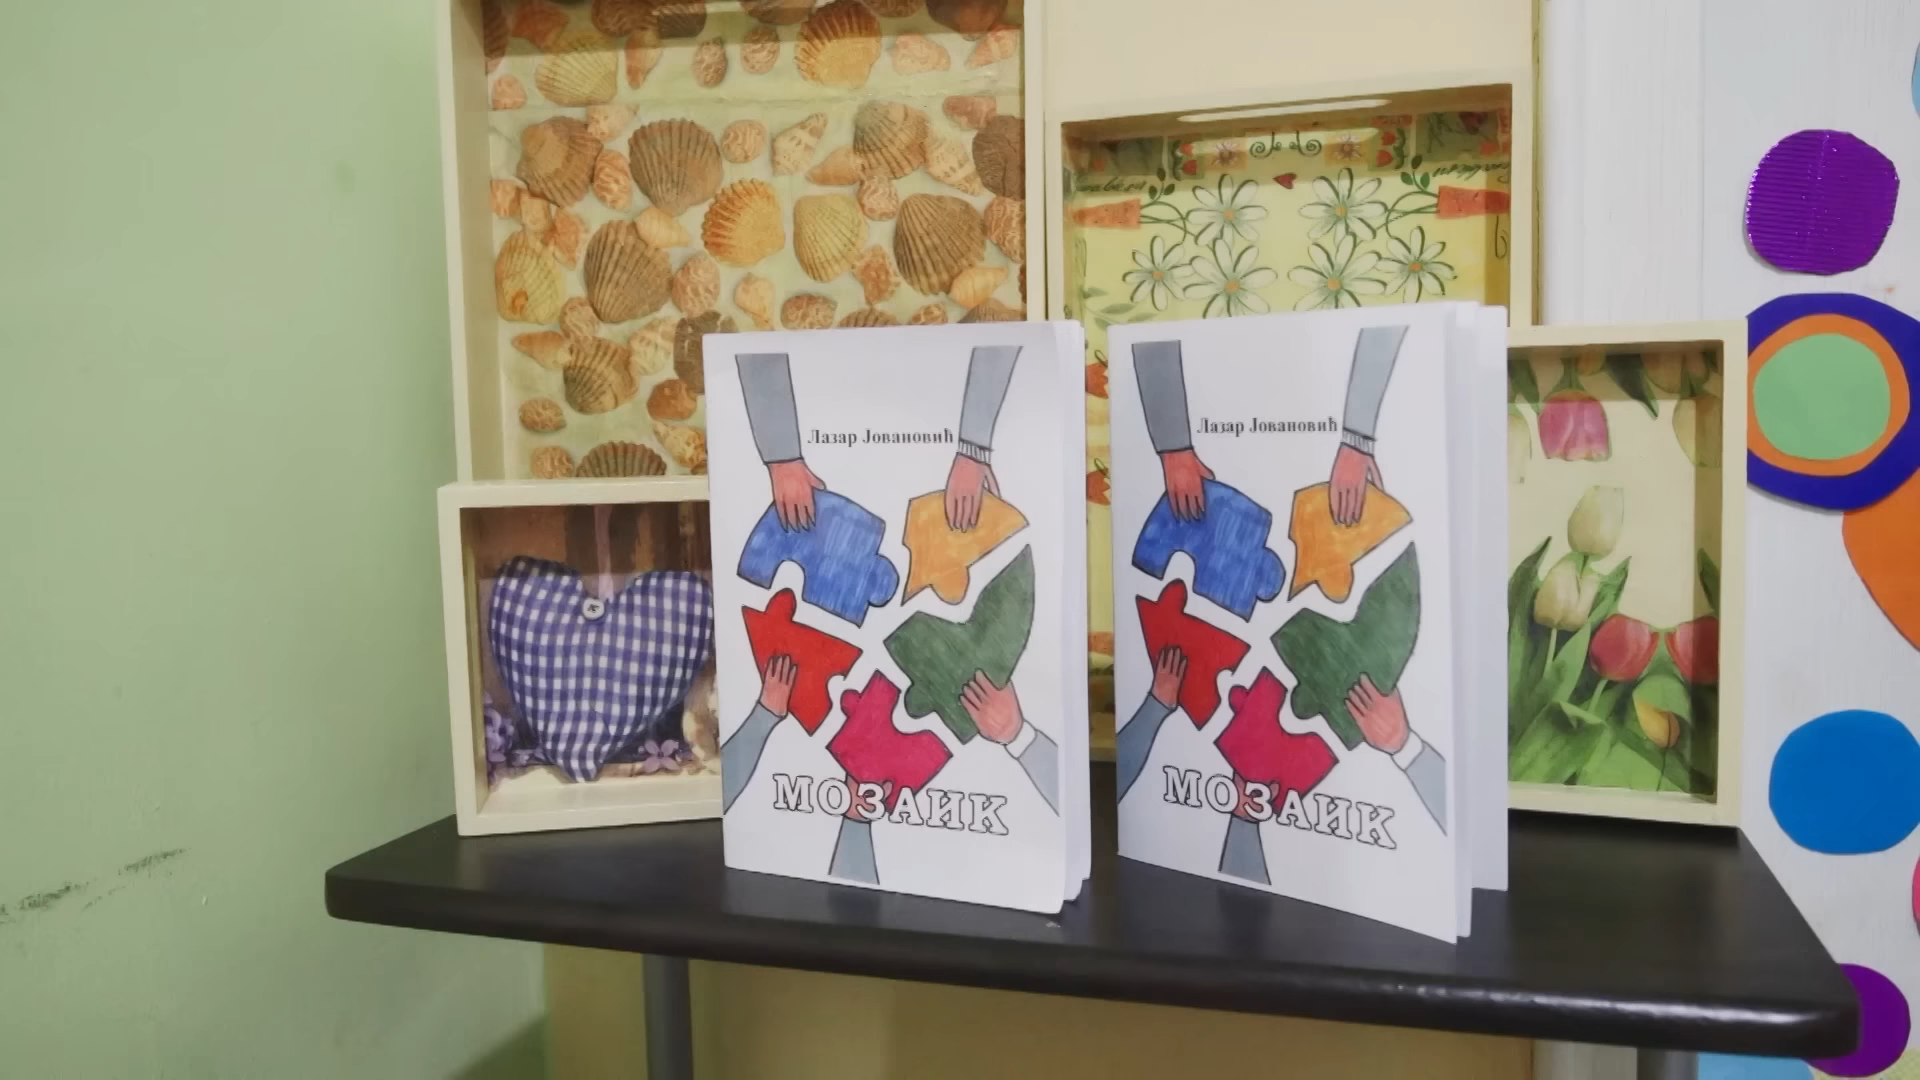 Лазар Јовановић
МОЗАИК
Лазар Јовановић
МОЗАИК